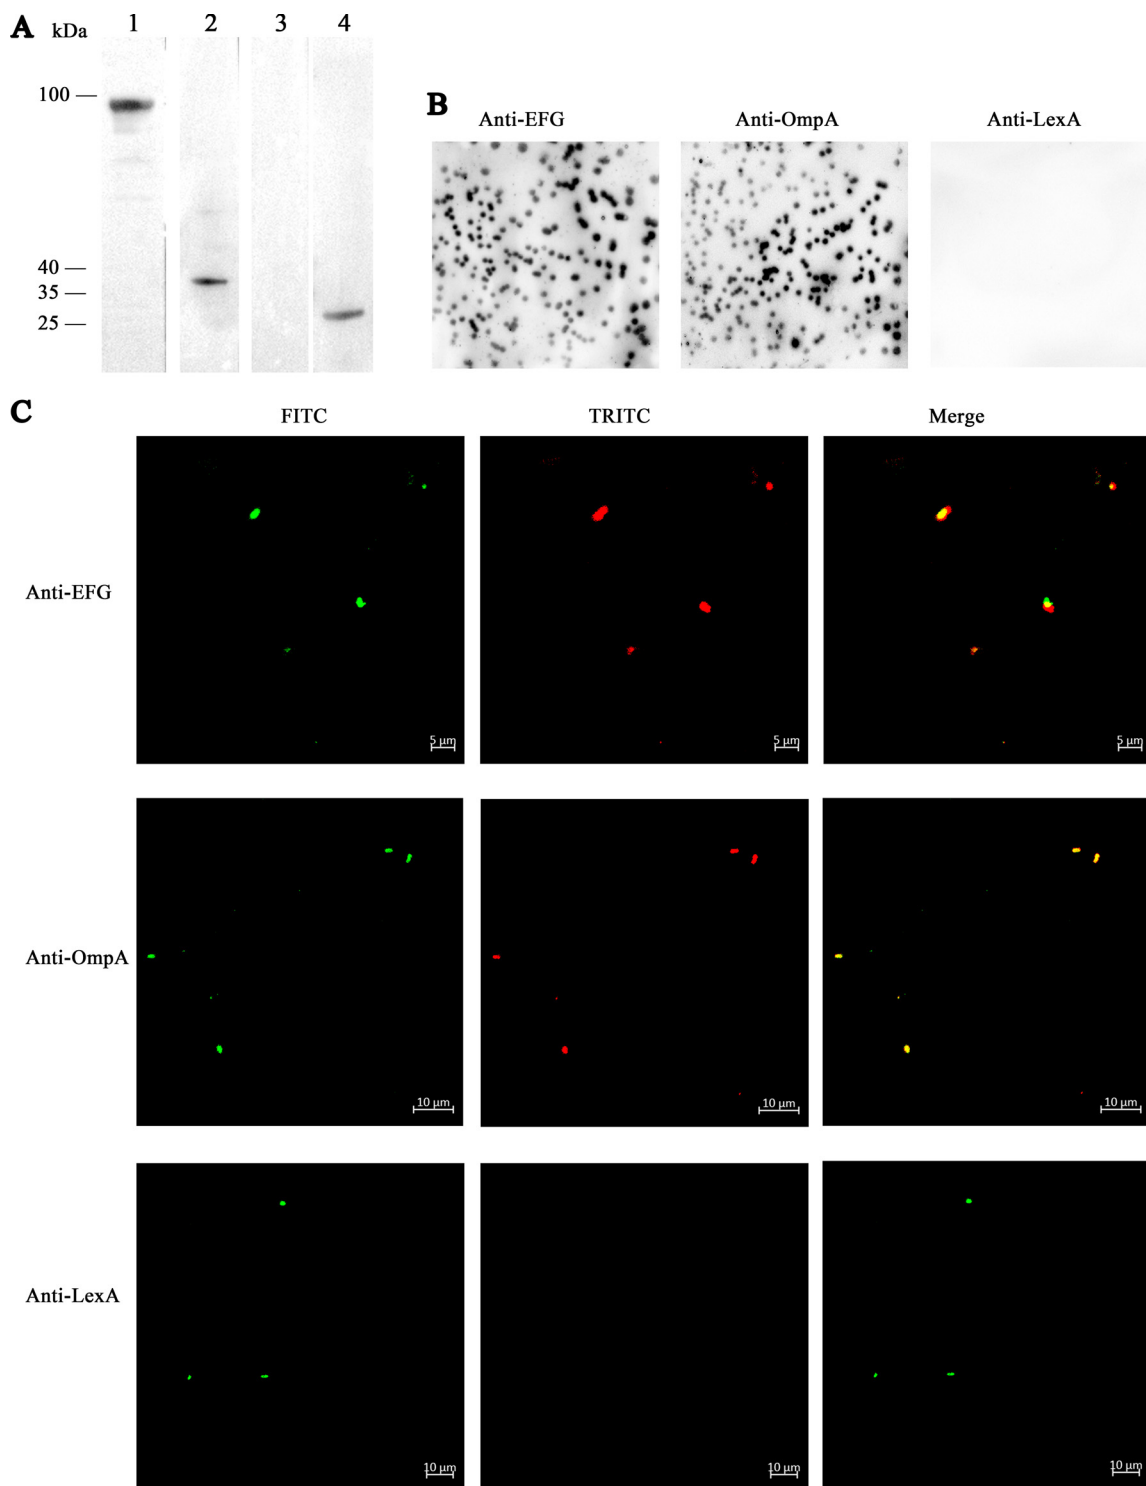 A kDa 1 2 3 4
100
40
35
25
B
Anti-EFG Anti-OmpA Anti-LexA
C
FITC TRITC Merge
Anti-EFG
5 μm 5 μm 5 μm
Anti-OmpA
10 μm 10 μm 10 μm
Anti-LexA
10 μm 10 μm 10 μm